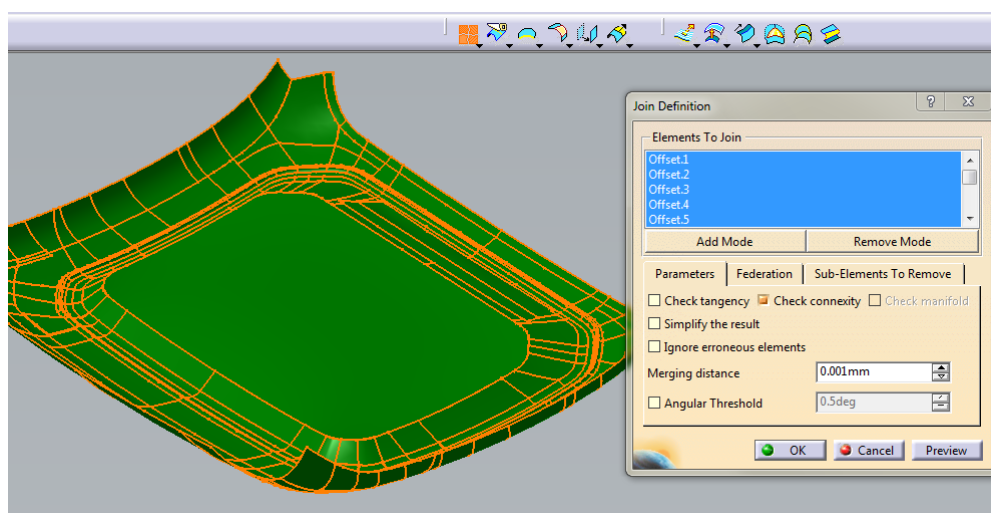 Join Definition
?
Elements To Join
Offset.1
Offset.2
Offset.3
Offset.4
Offset.5
Add Mode Remove Mode
Parameters Federation Sub-Elements To Remove
Check tangency Check connexity Check manifold
Simplify the result
Ignore erroneous elements
Merging distance 0.001mm
Angular Threshold 0.5deg
OK Cancel Preview